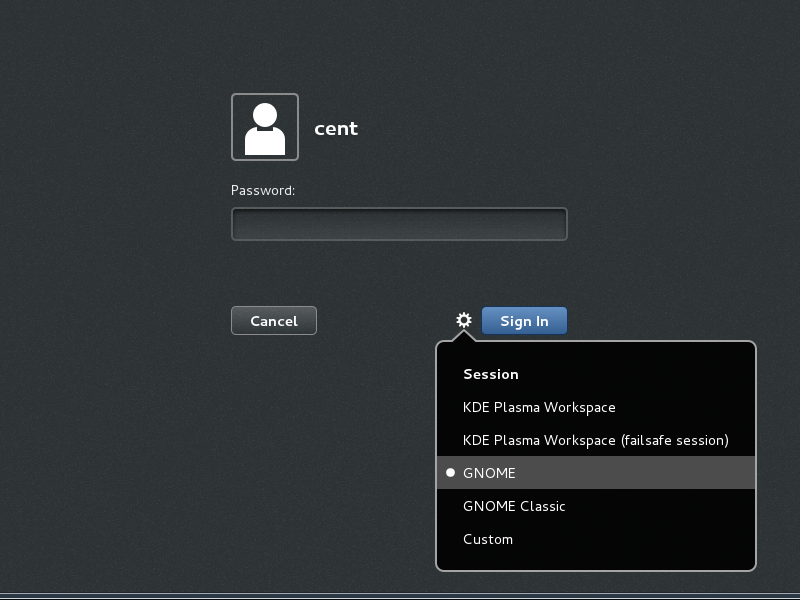 cent
Password:
Cancel
Sign In
Session
KDE Plasma Workspace
KDE Plasma Workspace (failsafe session)
GNOME
GNOME Classic
Custom